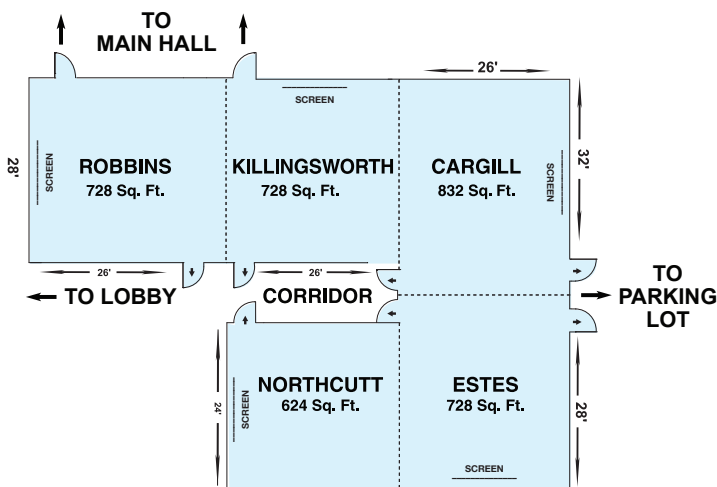 TO
MAIN HALL
26'
SCREEN
28'
SCREEN
ROBBINS
728 Sq. Ft.
KILLINGSWORTH
728 Sq. Ft.
CARGILL
832 Sq. Ft.
SCREEN
32'
26'
26'
TO LOBBY
CORRIDOR
TO
PARKING
LOT
24'
SCREEN
NORTHCUTT
624 Sq. Ft.
ESTES
728 Sq. Ft.
28'
SCREEN